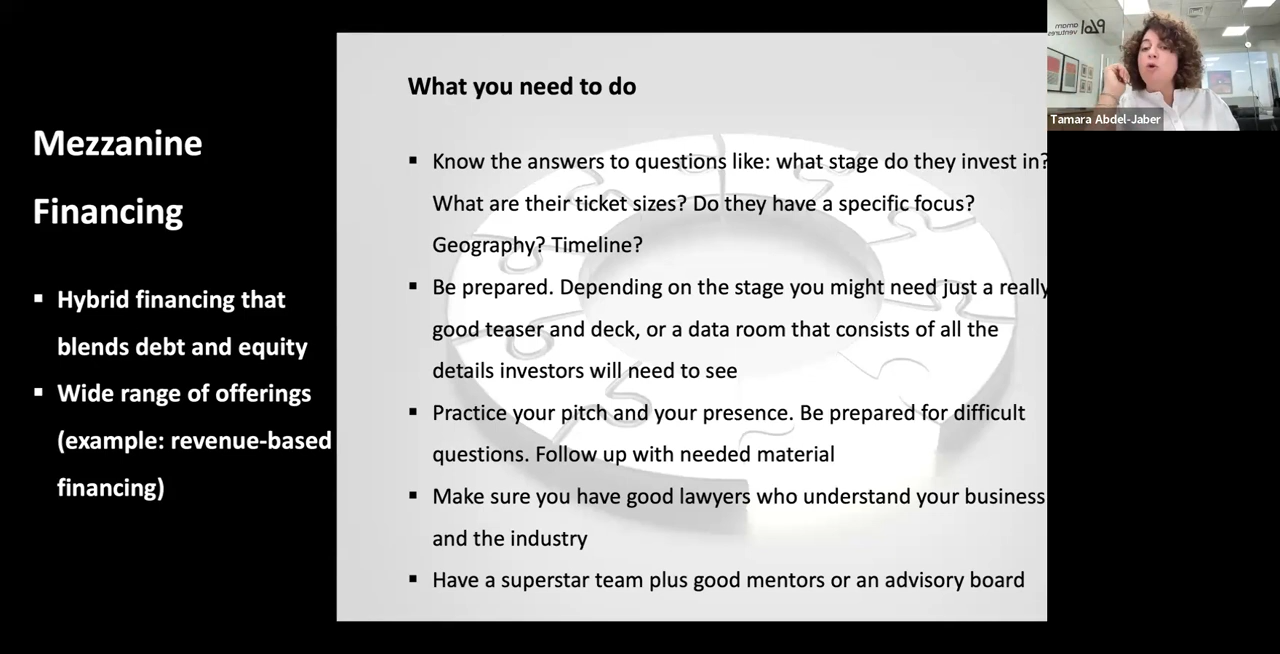 Mezzanine
Financing
▪ Hybrid financing that
blends debt and equity
▪ Wide range of offerings
(example: revenue-based
financing)
What you need to do
▪ Know the answers to questions like: what stage do they invest in?
What are their ticket sizes? Do they have a specific focus?
Geography? Timeline?
▪ Be prepared. Depending on the stage you might need just a really
good teaser and deck, or a data room that consists of all the
details investors will need to see
▪ Practice your pitch and your presence. Be prepared for difficult
questions. Follow up with needed material
▪ Make sure you have good lawyers who understand your business
and the industry
▪ Have a superstar team plus good mentors or an advisory board
amam
ventures
Tamara Abdel-Jaber